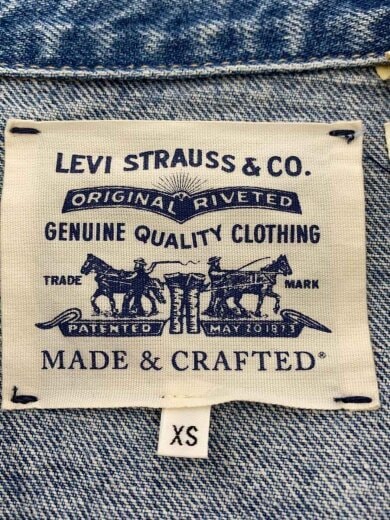 LEVI STRAUSS & CO.
ORIGINAL RIVETED
GENUINE QUALITY CLOTHING
TRADE MARK
PATENTED MAY 20 1873
MADE & CRAFTED®
XS